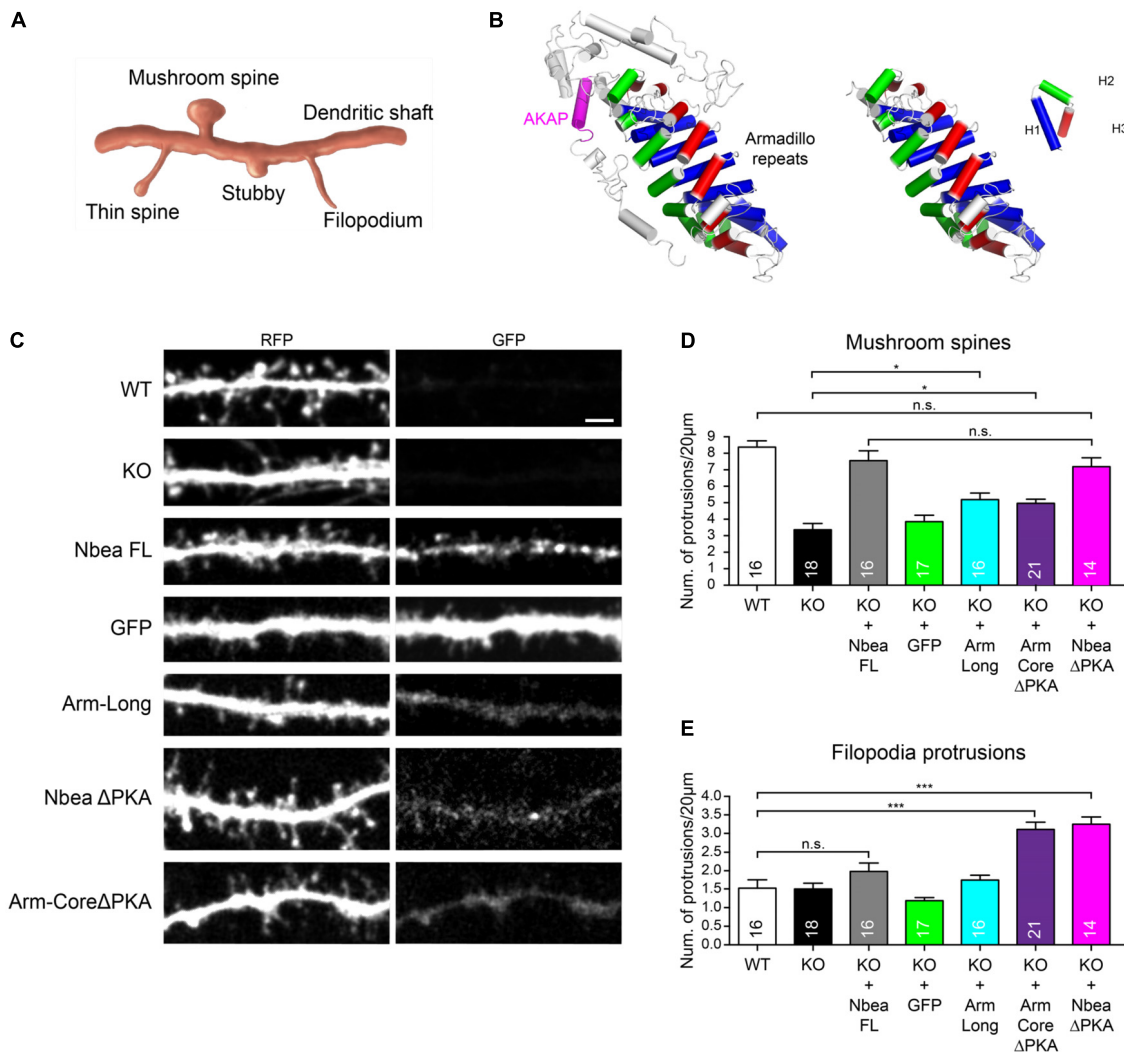 A
Mushroom spine
Dendritic shaft
Thin spine
Stubby
Filopodium
B
AKAP
Armadillo
repeats
H1
H2
H3
C
RFP
GFP
WT
KO
Nbea FL
GFP
Arm-Long
Nbea ΔPKA
Arm-CoreΔPKA
D
Mushroom spines
*
*
n.s.
n.s.
Num. of protrusions/20µm
9
8
7
6
5
4
3
2
1
0
16
18
16
17
16
21
14
WT
KO
KO
+
Nbea
FL
KO
+
GFP
KO
+
Arm
Long
KO
+
Arm
Core
ΔPKA
KO
+
Nbea
ΔPKA
E
Filopodia protrusions
***
***
n.s.
Num. of protrusions/20µm
4.0
3.5
3.0
2.5
2.0
1.5
1.0
0.5
0.0
16
18
16
17
16
21
14
WT
KO
KO
+
Nbea
FL
KO
+
GFP
KO
+
Arm
Long
KO
+
Arm
Core
ΔPKA
KO
+
Nbea
ΔPKA